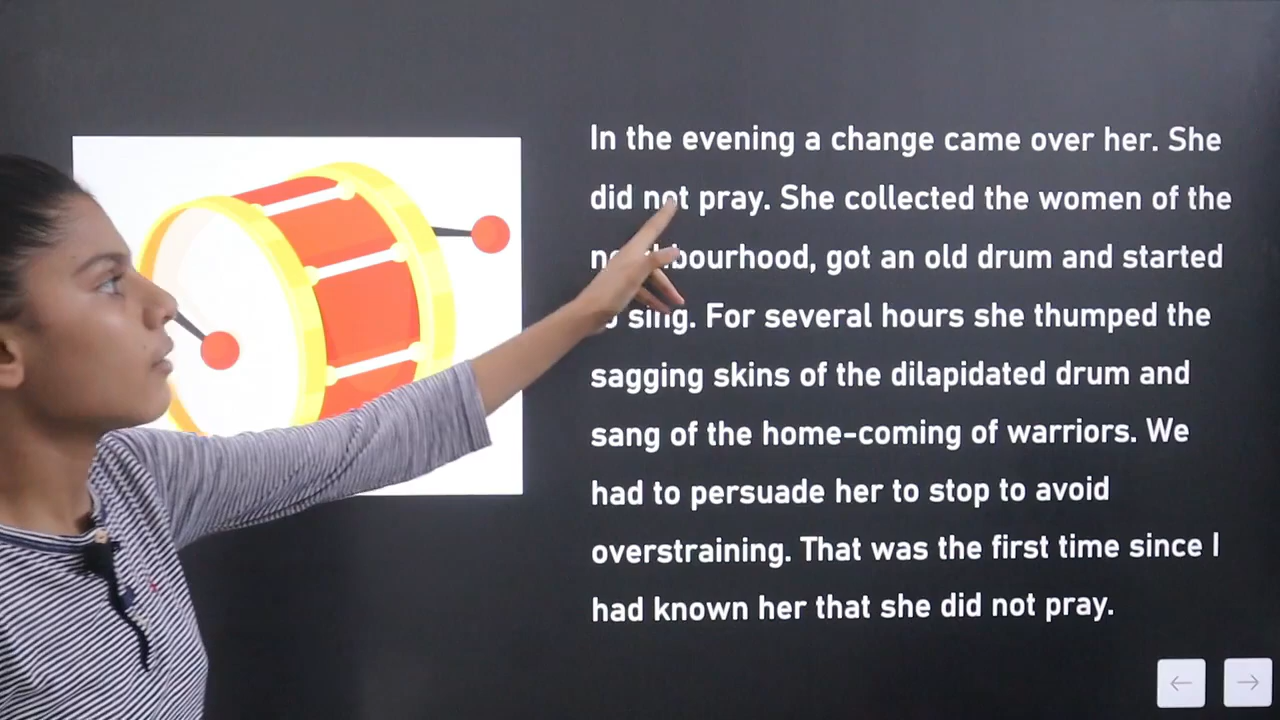 In the evening a change came over her. She
did not pray. She collected the women of the
neighbourhood, got an old drum and started
sing. For several hours she thumped the
sagging skins of the dilapidated drum and
sang of the home-coming of warriors. We
had to persuade her to stop to avoid
overstraining. That was the first time since I
had known her that she did not pray.